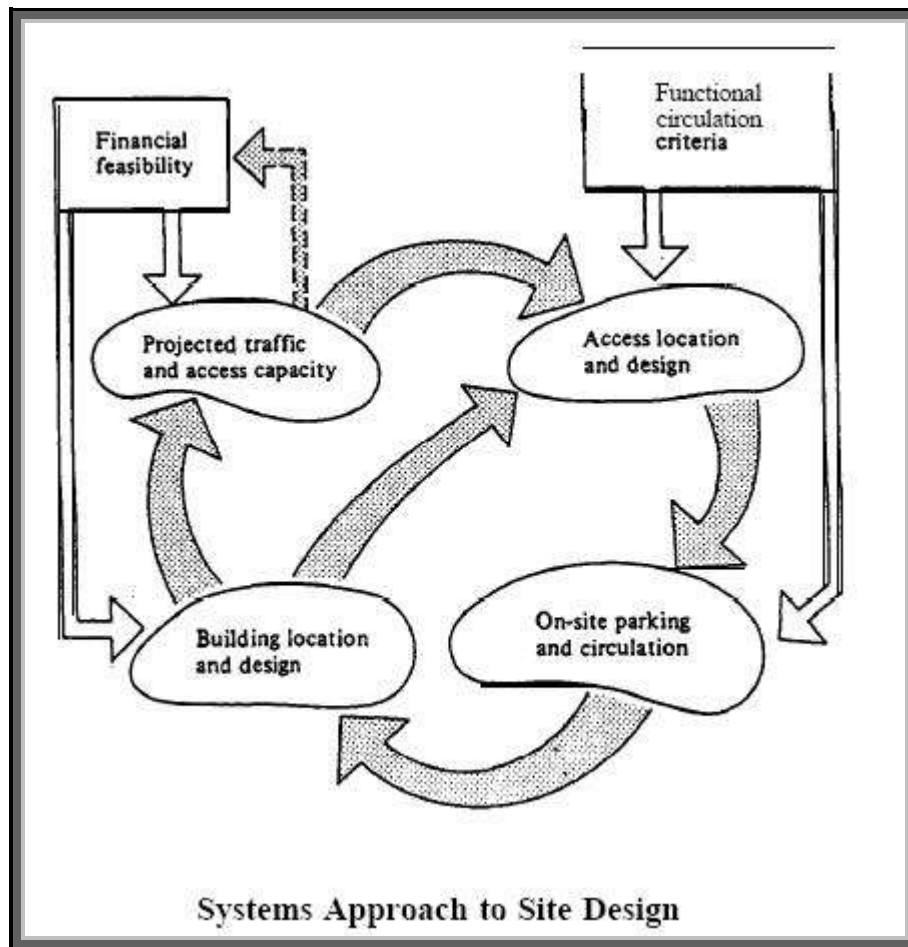 Financial
feasibility
Functional
circulation
criteria
Projected traffic
and access capacity
Access location
and design
Building location
and design
On-site parking
and circulation
Systems Approach to Site Design